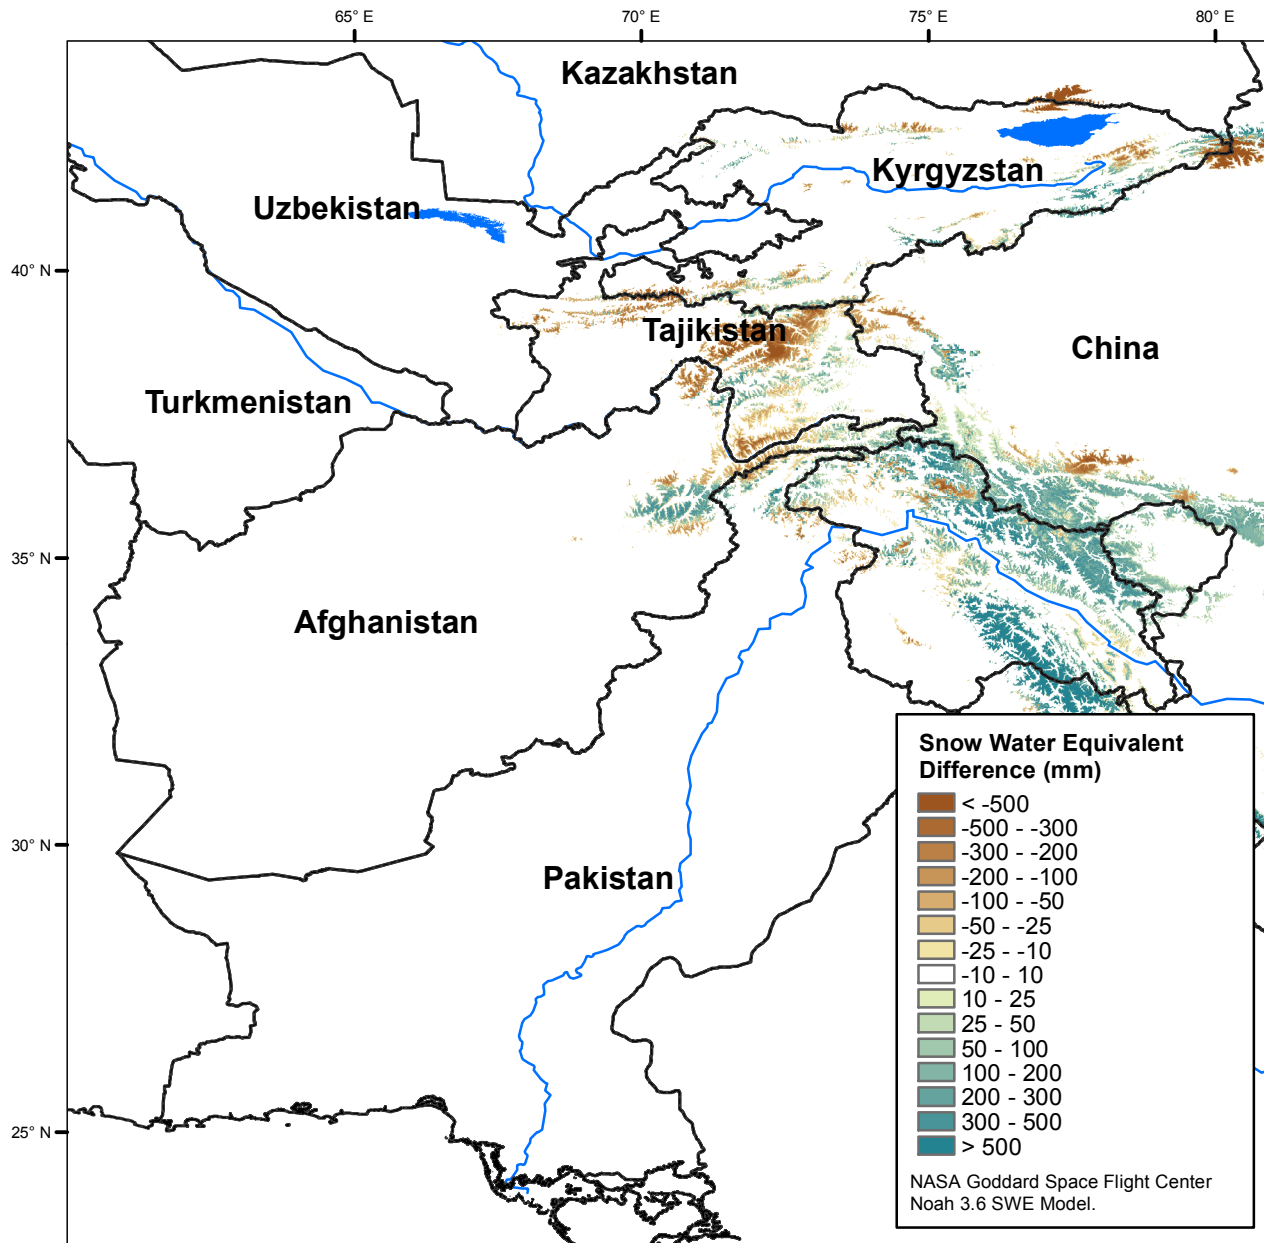 65° E
70° E
75° E
80° E
Kazakhstan
Kyrgyzstan
Uzbekistan
40° N
Tajikistan
China
Turkmenistan
35° N
Afghanistan
Snow Water Equivalent
Difference (mm)
< -500
-500 - -300
-300 - -200
-200 - -100
-100 - -50
-50 - -25
-25 - -10
-10 - 10
10 - 25
25 - 50
50 - 100
100 - 200
200 - 300
300 - 500
> 500
NASA Goddard Space Flight Center
Noah 3.6 SWE Model.
30° N
Pakistan
25° N